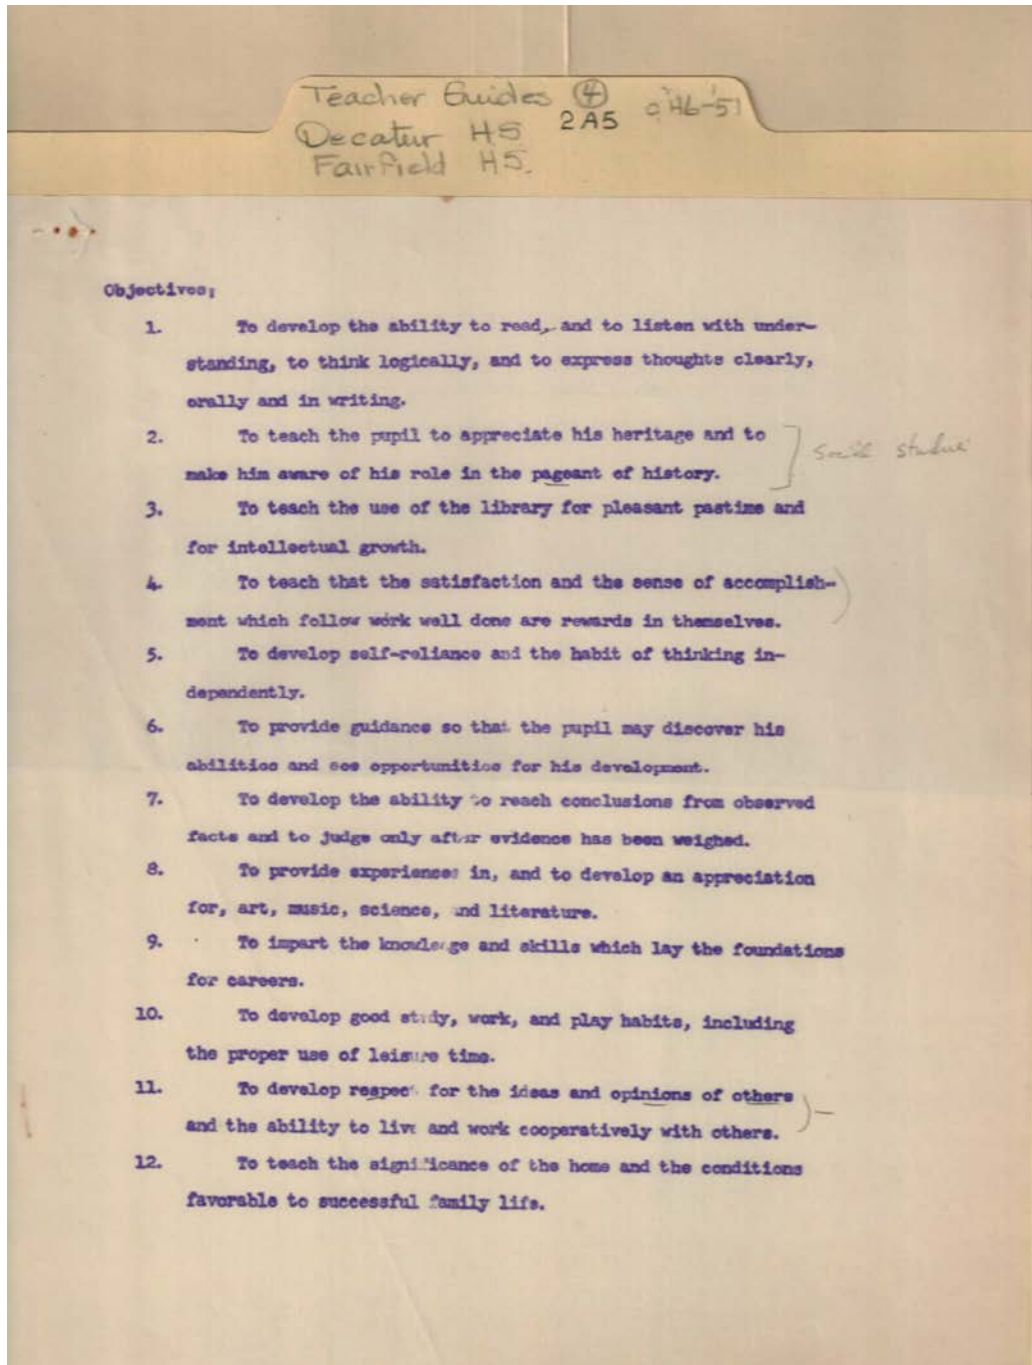 Teacher Guides ④ c '46-'51
Decatur HS 2A5
Fairfield HS.
Objectives;
1. To develop the ability to read, and to listen with under-
standing, to think logically, and to express thoughts clearly,
orally and in writing.
2. To teach the pupil to appreciate his heritage and to
make him aware of his role in the pageant of history.
Social studies
3. To teach the use of the library for pleasant pastime and
for intellectual growth.
4. To teach that the satisfaction and the sense of accomplish-
ment which follow work well done are rewards in themselves.
5. To develop self-reliance and the habit of thinking in-
dependently.
6. To provide guidance so that the pupil may discover his
abilities and see opportunities for his development.
7. To develop the ability to reach conclusions from observed
facts and to judge only after evidence has been weighed.
8. To provide experiences in, and to develop an appreciation
for, art, music, science, and literature.
9. To impart the knowledge and skills which lay the foundations
for careers.
10. To develop good study, work, and play habits, including
the proper use of leisure time.
11. To develop respect for the ideas and opinions of others
and the ability to live and work cooperatively with others.
12. To teach the significance of the home and the conditions
favorable to successful family life.